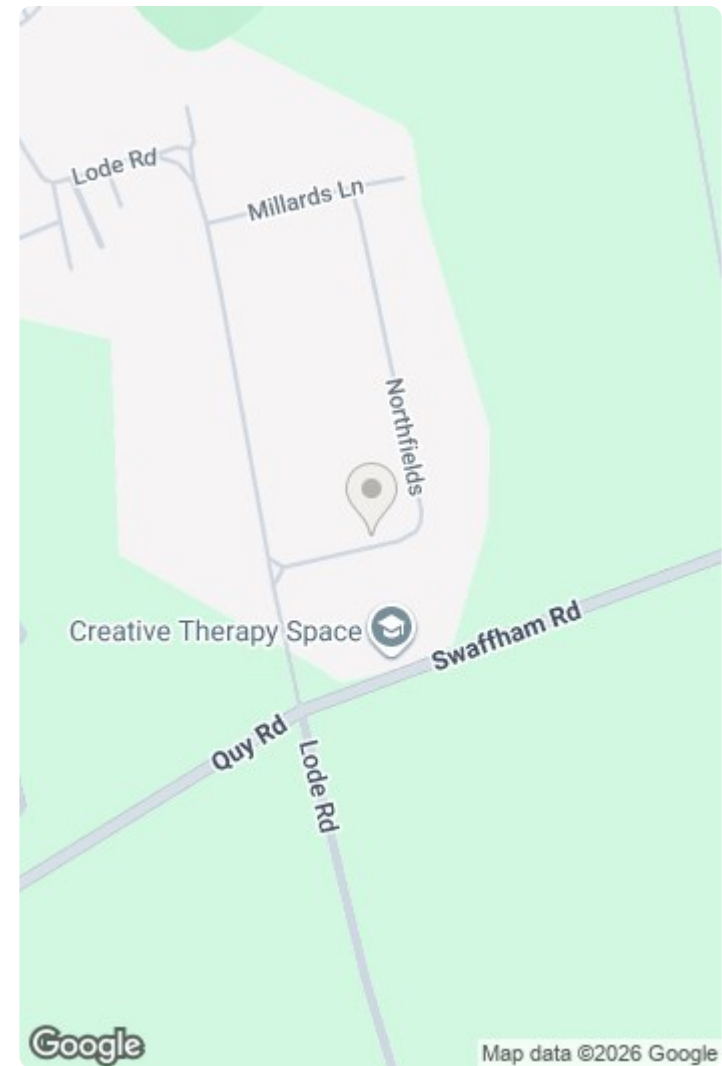 Lode Rd
Millards Ln
Northfields
Creative Therapy Space
Swaffham Rd
Quy Rd
Lode Rd
Google
Map data ©2026 Google